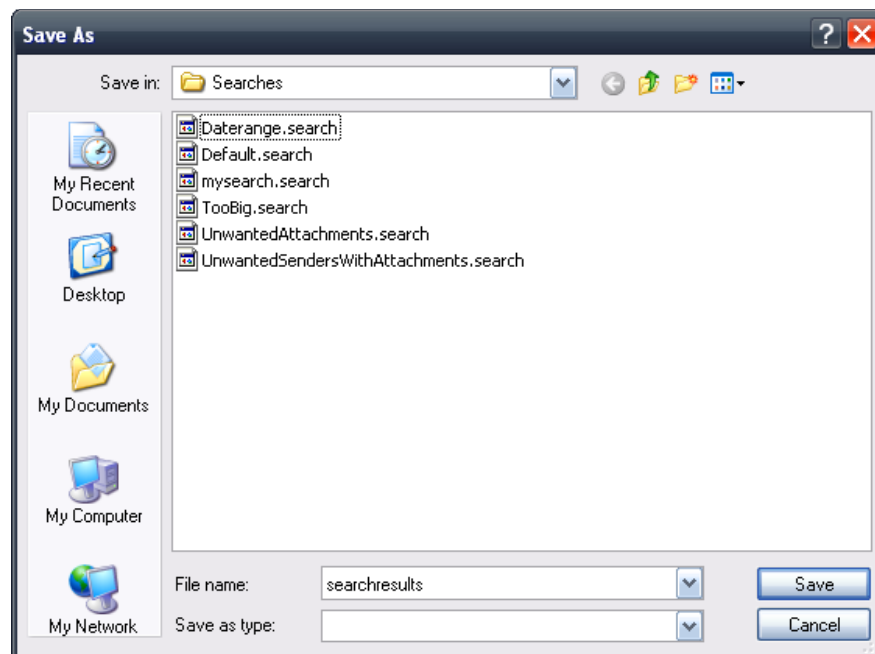 Save As
Save in: Searches
Daterange.search
Default.search
mysearch.search
TooBig.search
UnwantedAttachments.search
UnwantedSendersWithAttachments.search
My Recent
Documents
Desktop
My Documents
My Computer
My Network
File name: searchresults Save
Save as type: Cancel